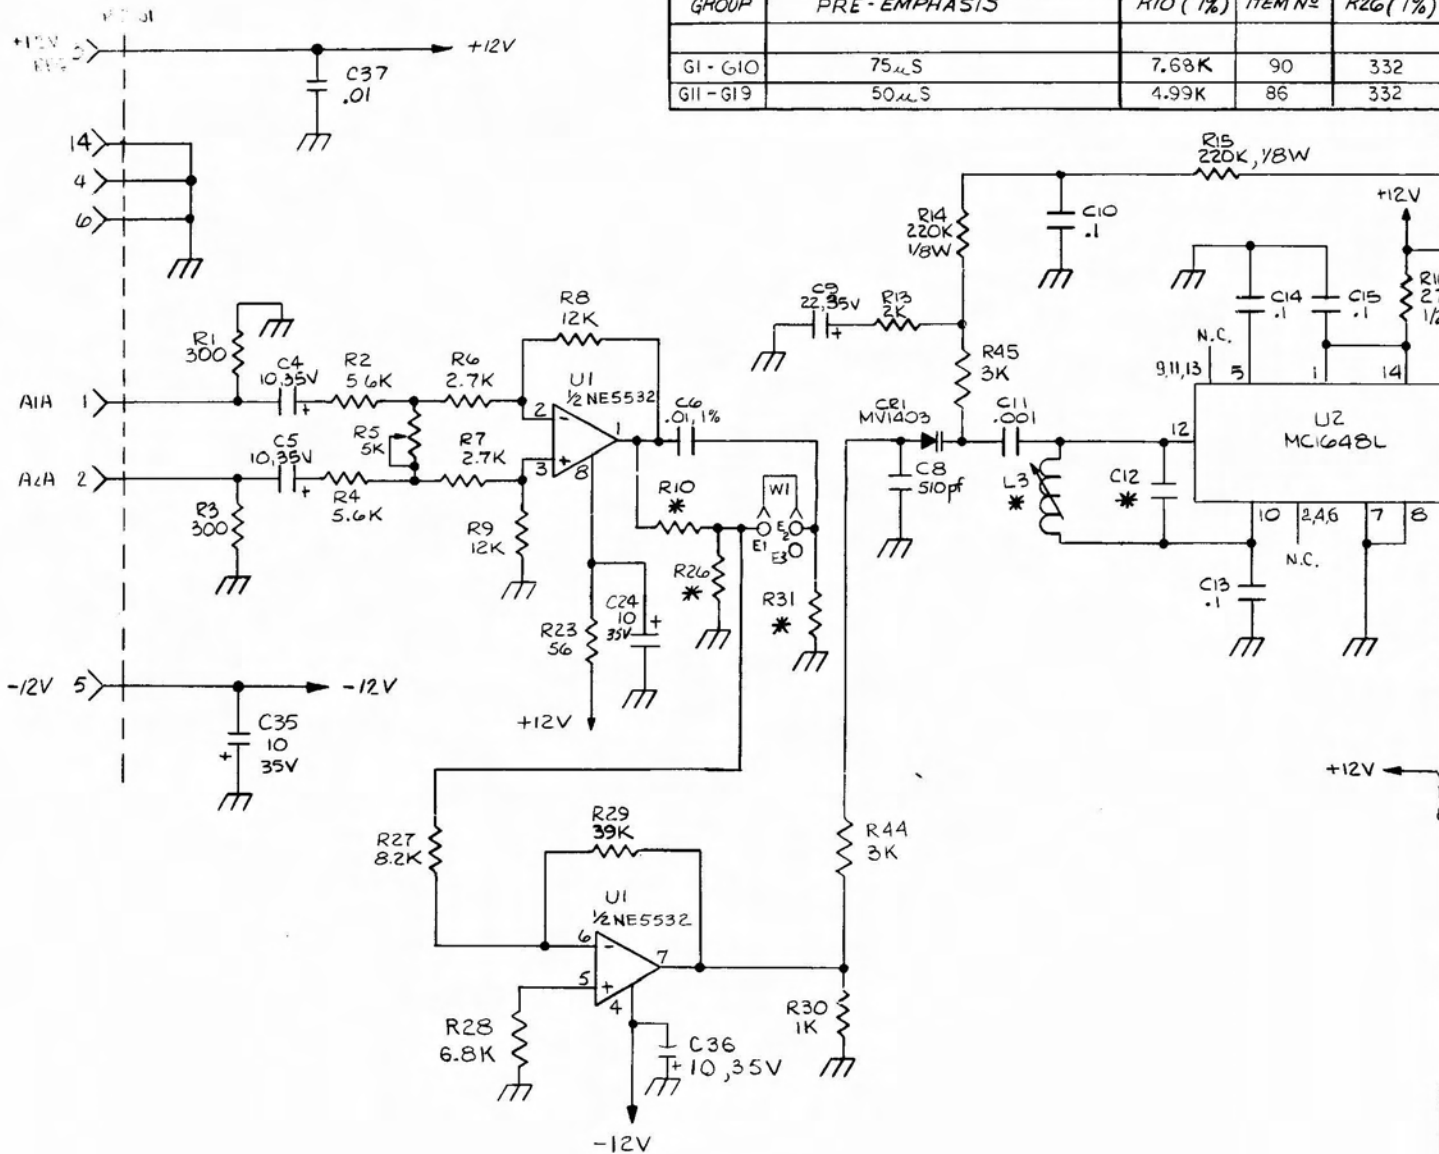 GROUP PRE-EMPHASIS R10 (1%) ITEM Nº R26 (1%)
G1 - G10 75µS 7.68K 90 332
G11 - G19 50µS 4.99K 86 332
+12V
3
+12V
C37
.01
14
4
6
R15
220K, 1/8W
R14
220K
1/8W
C10
.1
+12V
C9
22,35V
R13
2K
C14
.1
C15
.1
R45
3K
N.C.
9,11,13
5
1
14
R1
300
C4
10,35V
R2
5.6K
R6
2.7K
R8
12K
U1
1/2 NE5532
A1A 1
2
3
1
8
C6
.01, 1%
CR1
MV1403
C11
.001
12
U2
MC1648L
R5
5K
R7
2.7K
C5
10,35V
2
R4
5.6K
R3
300
R9
12K
R10
*
W1
E1
E2
E3
C8
510pf
L3
*
C12
*
10
2,4,6
7
8
N.C.
R26
*
R31
*
C13
.1
R23
56
C24
10
35V
+12V
-12V 5
-12V
C35
10
35V
+12V
R27
8.2K
R29
39K
R44
3K
U1
1/2 NE5532
6
5
7
4
R28
6.8K
C36
10,35V
R30
1K
-12V